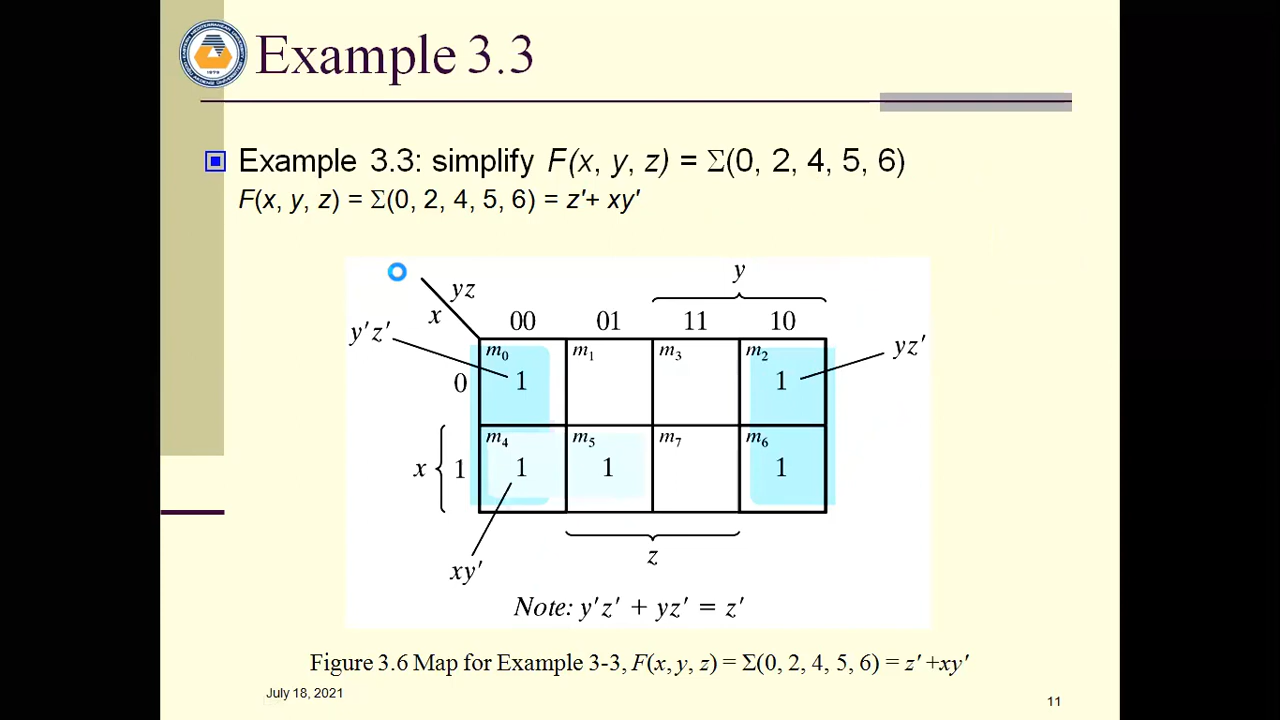 Example 3.3
Example 3.3: simplify F(x, y, z) = Σ(0, 2, 4, 5, 6)
F(x, y, z) = Σ(0, 2, 4, 5, 6) = z′+ xy′
y
yz
x
00 01 11 10
y′z′
yz′
m0 m1 m3 m2
0 1 1
m4 m5 m7 m6
x 1 1 1 1
z
xy′
Note: y′z′ + yz′ = z′
Figure 3.6 Map for Example 3-3, F(x, y, z) = Σ(0, 2, 4, 5, 6) = z′ +xy′
July 18, 2021
11